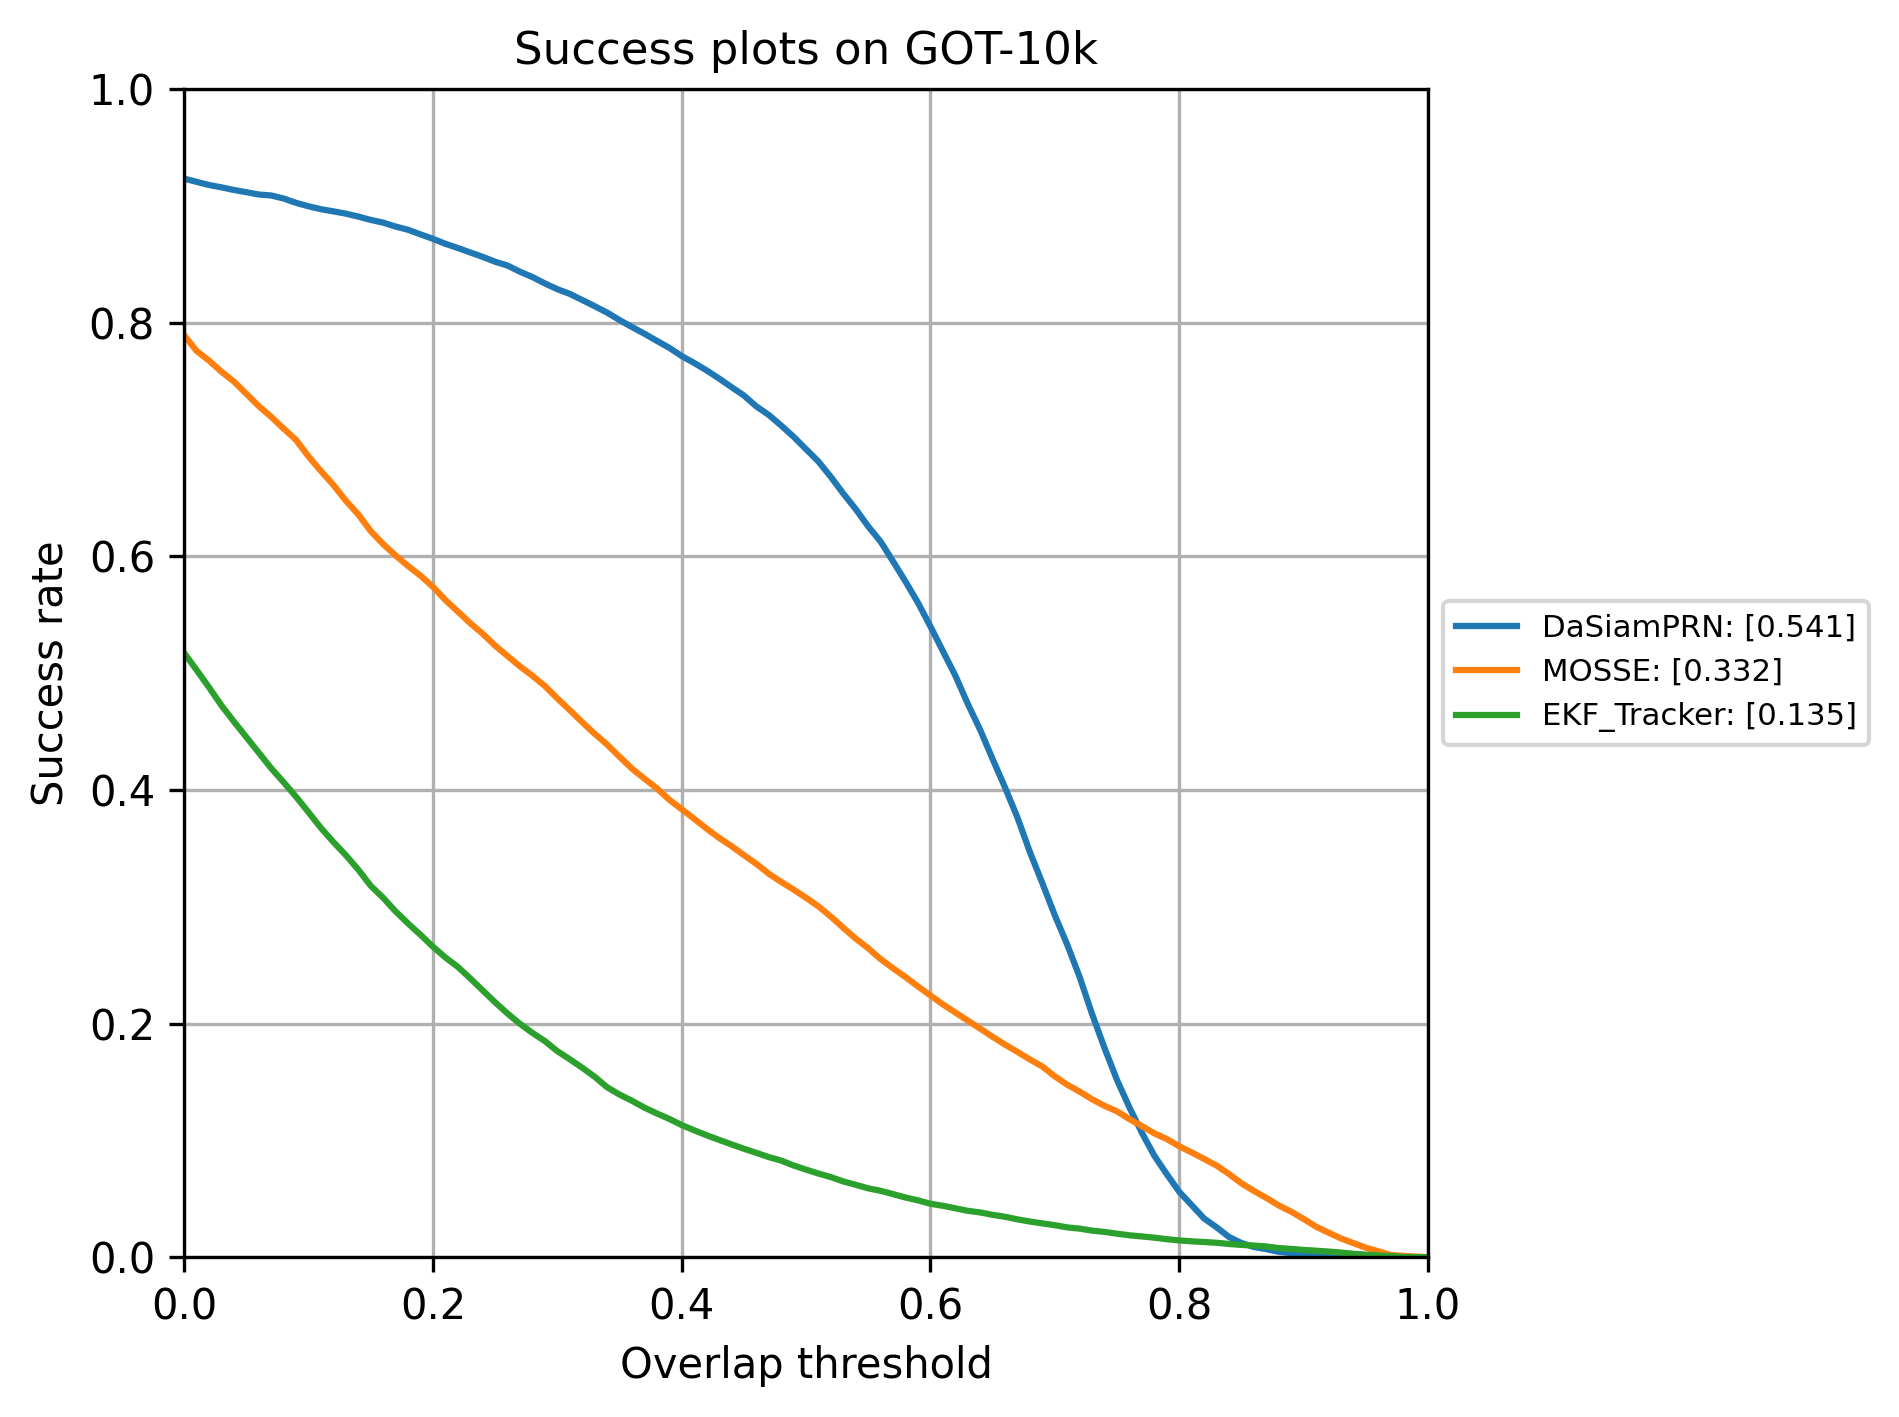 Success plots on GOT-10k
1.0
0.8
0.6
0.4
0.2
0.0
Success rate
0.0 0.2 0.4 0.6 0.8 1.0
Overlap threshold
DaSiamPRN: [0.541]
MOSSE: [0.332]
EKF_Tracker: [0.135]